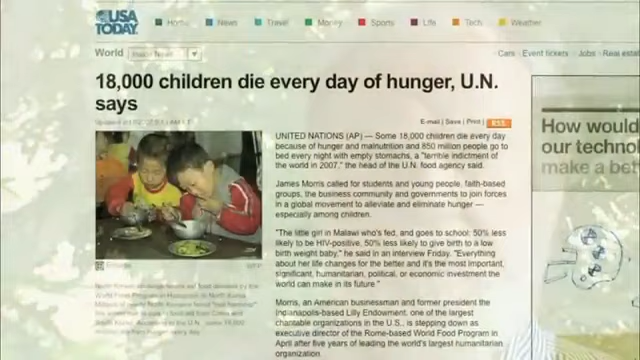 USA
TODAY
Home News Travel Money Sports Life Tech Weather
World
Cars · Event tickets · Jobs · Real estat
18,000 children die every day of hunger, U.N.
says
E-mail | Save | Print | RSS
UNITED NATIONS (AP) — Some 18,000 children die every day
because of hunger and malnutrition and 850 million people go to
bed every night with empty stomachs, a "terrible indictment of
the world in 2007," the head of the U.N. food agency said.
James Morris called for students and young people, faith-based
groups, the business community and governments to join forces
in a global movement to alleviate and eliminate hunger —
especially among children.
"The little girl in Malawi who's fed, and goes to school: 50% less
likely to be HIV-positive, 50% less likely to give birth to a low
birth weight baby," he said in an interview Friday. "Everything
about her life changes for the better and it's the most important,
significant, humanitarian, political, or economic investment the
world can make in its future."
Morris, an American businessman and former president of the
Indianapolis-based Lilly Endowment, one of the largest
charitable organizations in the U.S., is stepping down as
executive director of the Rome-based World Food Program in
April after five years of leading the world's largest humanitarian
organization.
How would
our technol
make a bet